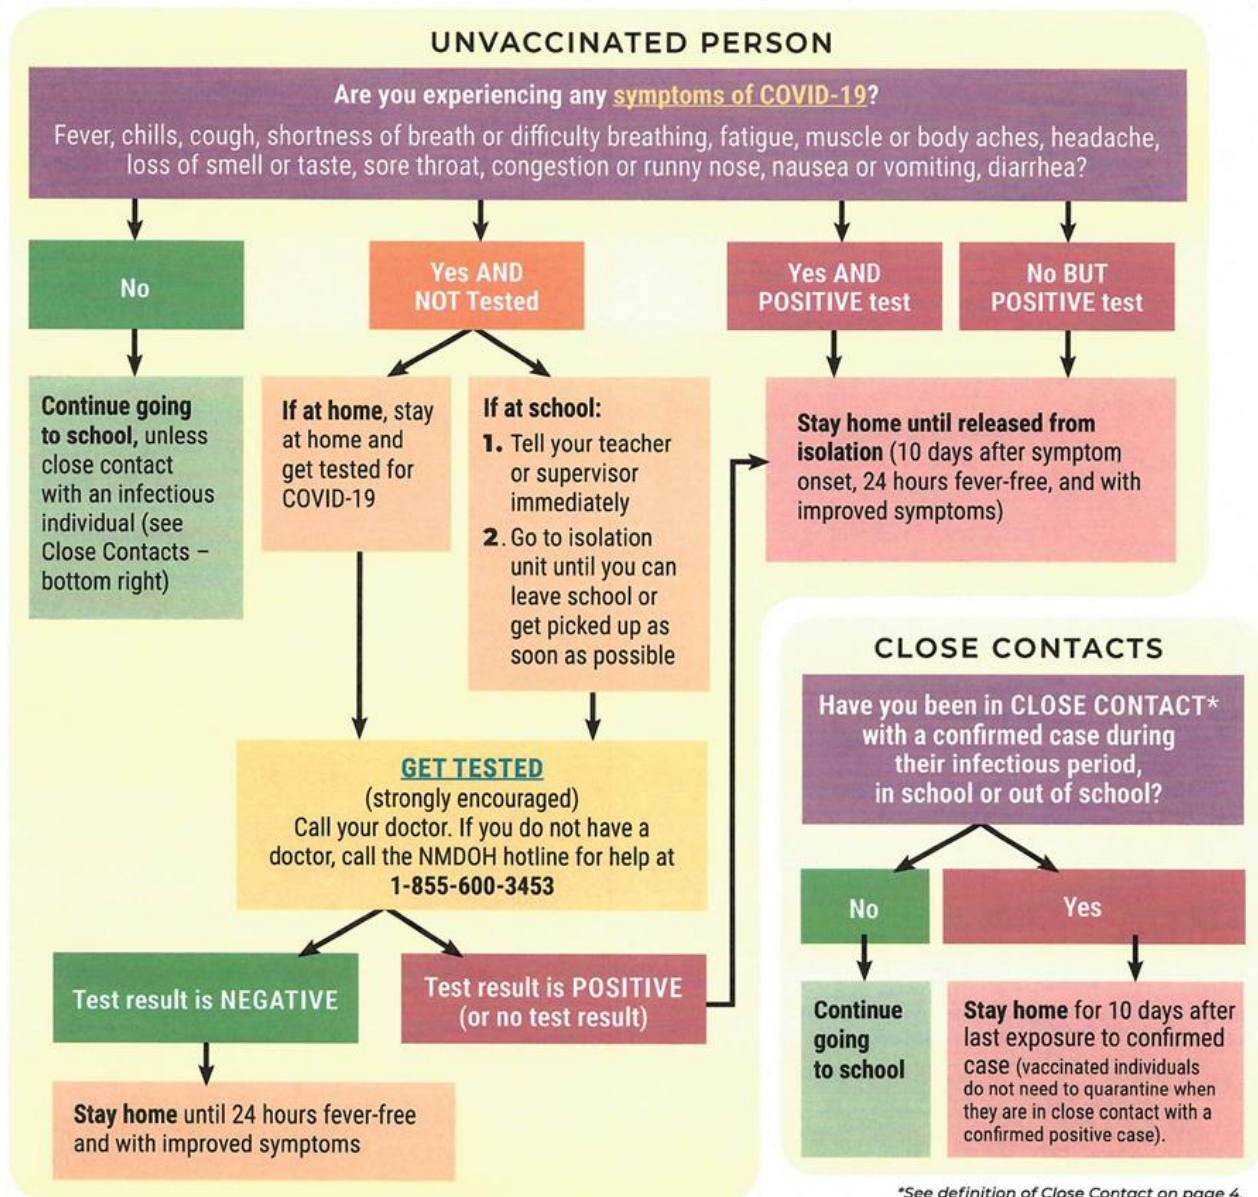 UNVACCINATED PERSON
Are you experiencing any symptoms of COVID-19?
Fever, chills, cough, shortness of breath or difficulty breathing, fatigue, muscle or body aches, headache,
loss of smell or taste, sore throat, congestion or runny nose, nausea or vomiting, diarrhea?
No
Yes AND
NOT Tested
Yes AND
POSITIVE test
No BUT
POSITIVE test
Continue going
to school, unless
close contact
with an infectious
individual (see
Close Contacts –
bottom right)
If at home, stay
at home and
get tested for
COVID-19
If at school:
1. Tell your teacher
or supervisor
immediately
2. Go to isolation
unit until you can
leave school or
get picked up as
soon as possible
Stay home until released from
isolation (10 days after symptom
onset, 24 hours fever-free, and with
improved symptoms)
GET TESTED
(strongly encouraged)
Call your doctor. If you do not have a
doctor, call the NMDOH hotline for help at
1-855-600-3453
Test result is NEGATIVE
Test result is POSITIVE
(or no test result)
Stay home until 24 hours fever-free
and with improved symptoms
CLOSE CONTACTS
Have you been in CLOSE CONTACT*
with a confirmed case during
their infectious period,
in school or out of school?
No
Yes
Continue
going
to school
Stay home for 10 days after
last exposure to confirmed
case (vaccinated individuals
do not need to quarantine when
they are in close contact with a
confirmed positive case).
*See definition of Close Contact on page 4.